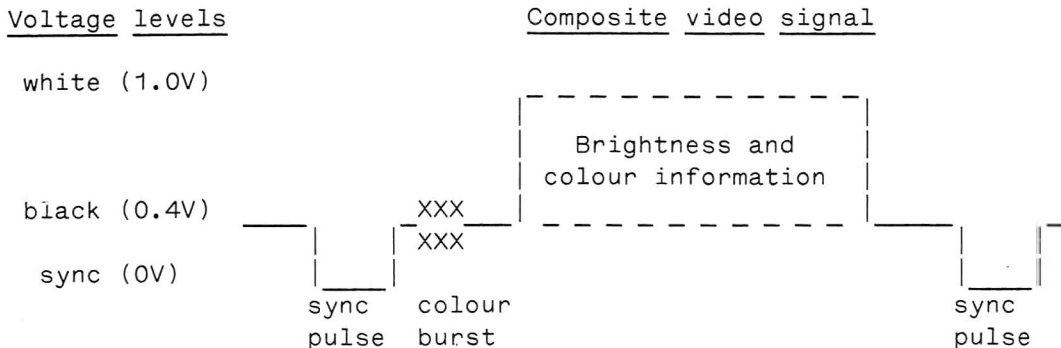 Voltage levels Composite video signal
white (1.0V)
Brightness and
colour information
black (0.4V) XXX
XXX
sync (0V)
sync colour sync
pulse burst pulse